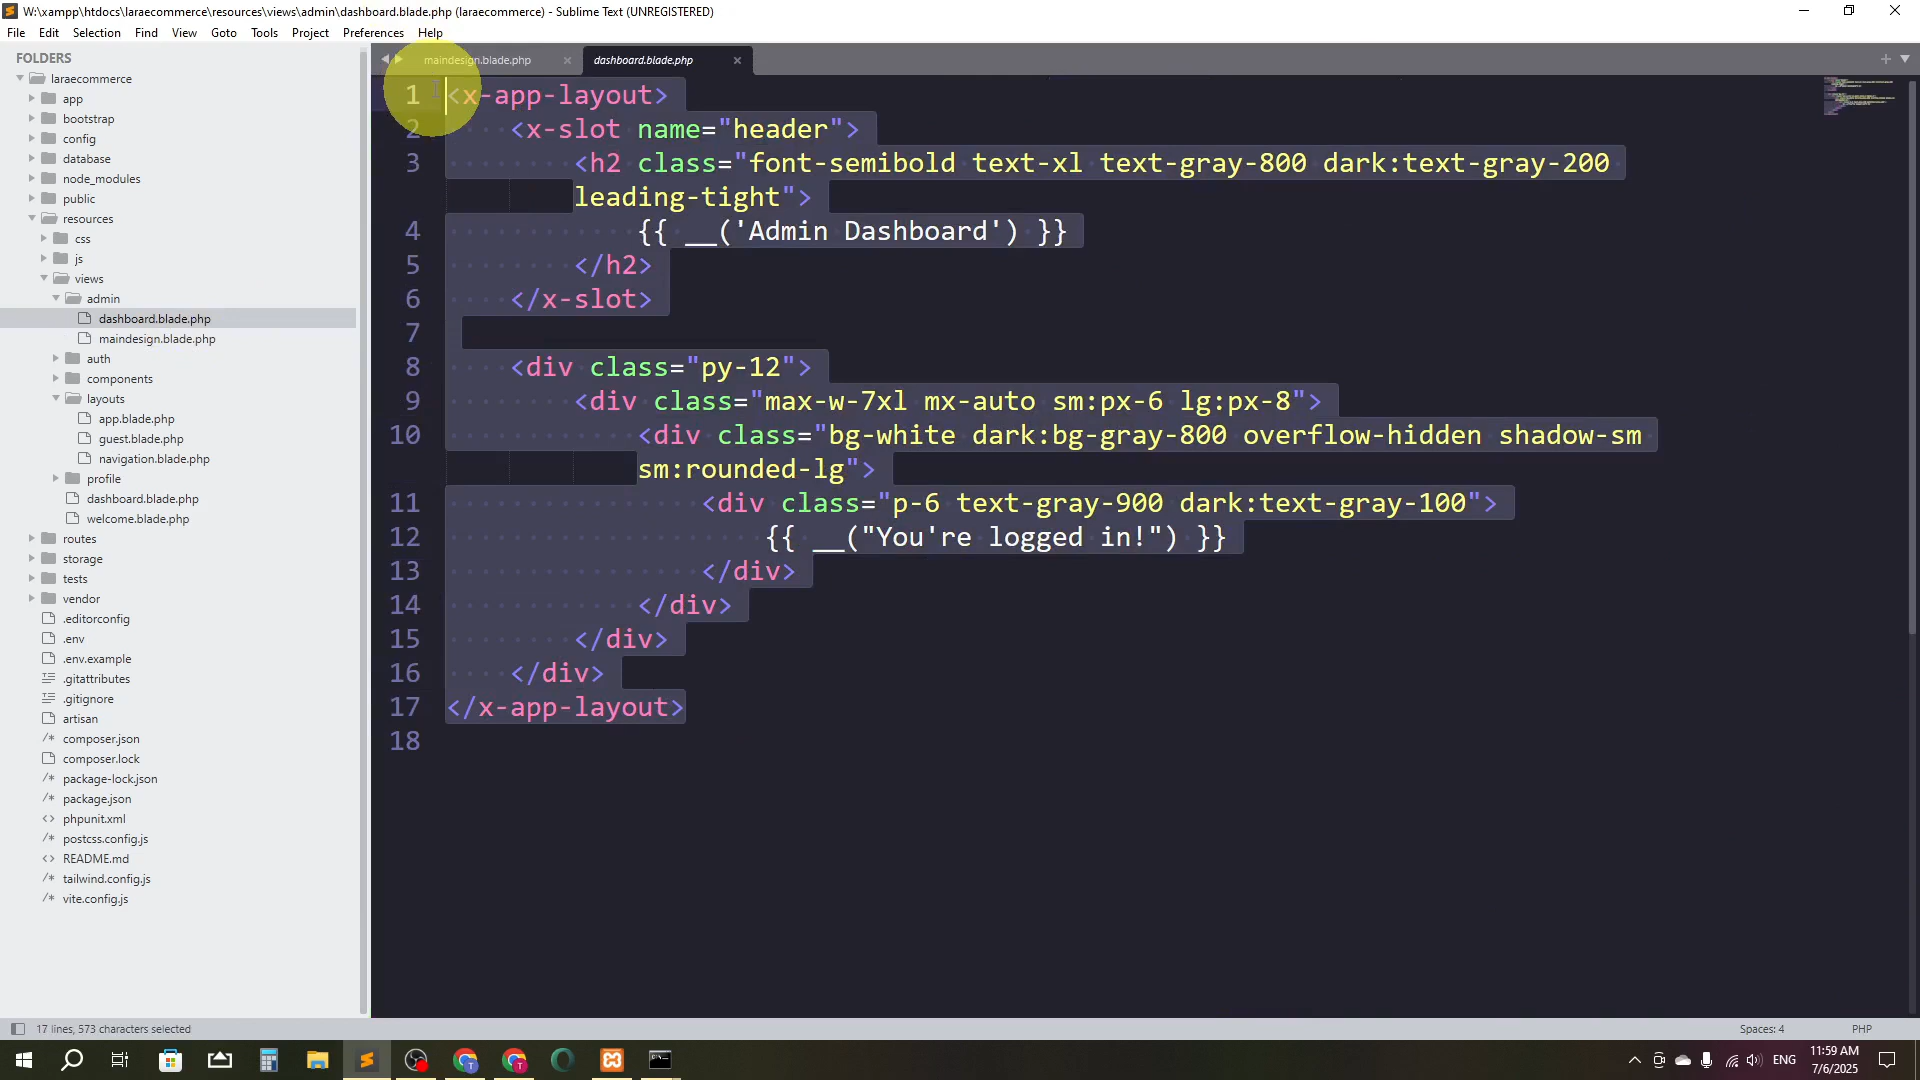 W:\xampp\htdocs\laraecommerce\resources\views\admin\dashboard.blade.php (laraecommerce) - Sublime Text (UNREGISTERED)
File Edit Selection Find View Goto Tools Project Preferences Help
FOLDERS
laraecommerce
app
bootstrap
config
database
node_modules
public
resources
css
js
views
admin
dashboard.blade.php
maindesign.blade.php
auth
components
layouts
app.blade.php
guest.blade.php
navigation.blade.php
profile
dashboard.blade.php
welcome.blade.php
routes
storage
tests
vendor
.editorconfig
.env
.env.example
.gitattributes
.gitignore
artisan
composer.json
composer.lock
package-lock.json
package.json
phpunit.xml
postcss.config.js
README.md
tailwind.config.js
vite.config.js
maindesign.blade.php
dashboard.blade.php
1 <x-app-layout>
2 <x-slot name="header">
3 <h2 class="font-semibold text-xl text-gray-800 dark:text-gray-200
leading-tight">
4 {{ __('Admin Dashboard') }}
5 </h2>
6 </x-slot>
7
8 <div class="py-12">
9 <div class="max-w-7xl mx-auto sm:px-6 lg:px-8">
10 <div class="bg-white dark:bg-gray-800 overflow-hidden shadow-sm
sm:rounded-lg">
11 <div class="p-6 text-gray-900 dark:text-gray-100">
12 {{ __("You're logged in!") }}
13 </div>
14 </div>
15 </div>
16 </div>
17 </x-app-layout>
18
17 lines, 573 characters selected
Spaces: 4
PHP
ENG
11:59 AM
7/6/2025